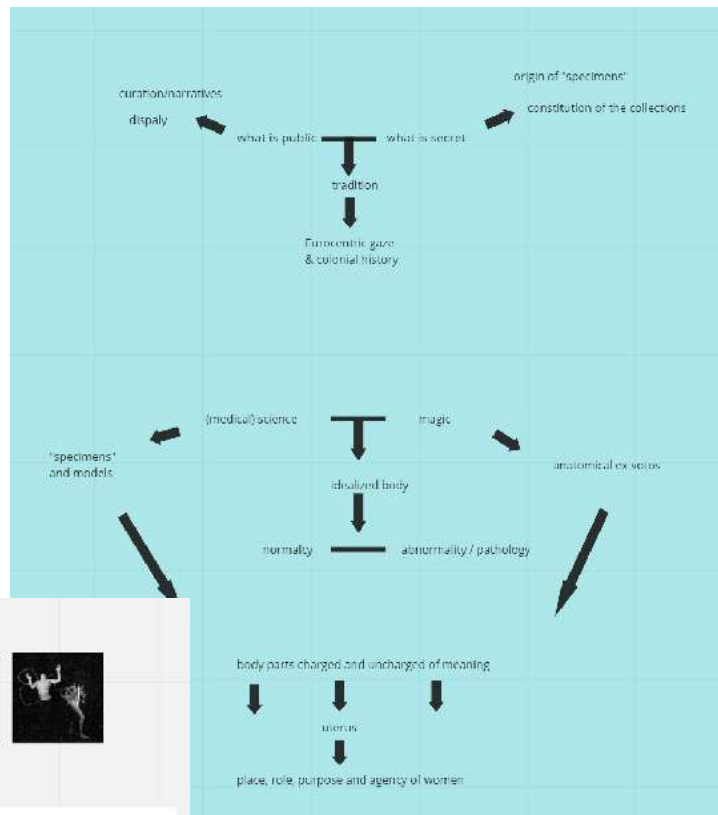 origin of "specimens"
curation/narratives
constitution of the collections
dispaly
what is public
what is secret
tradition
Eurocentric gaze
& colonial history
(medical) science
magic
"specimens"
and models
anatomical ex votos
idealized body
normalcy
abnormality / pathology
body parts charged and uncharged of meaning
uterus
place, role, purpose and agency of women